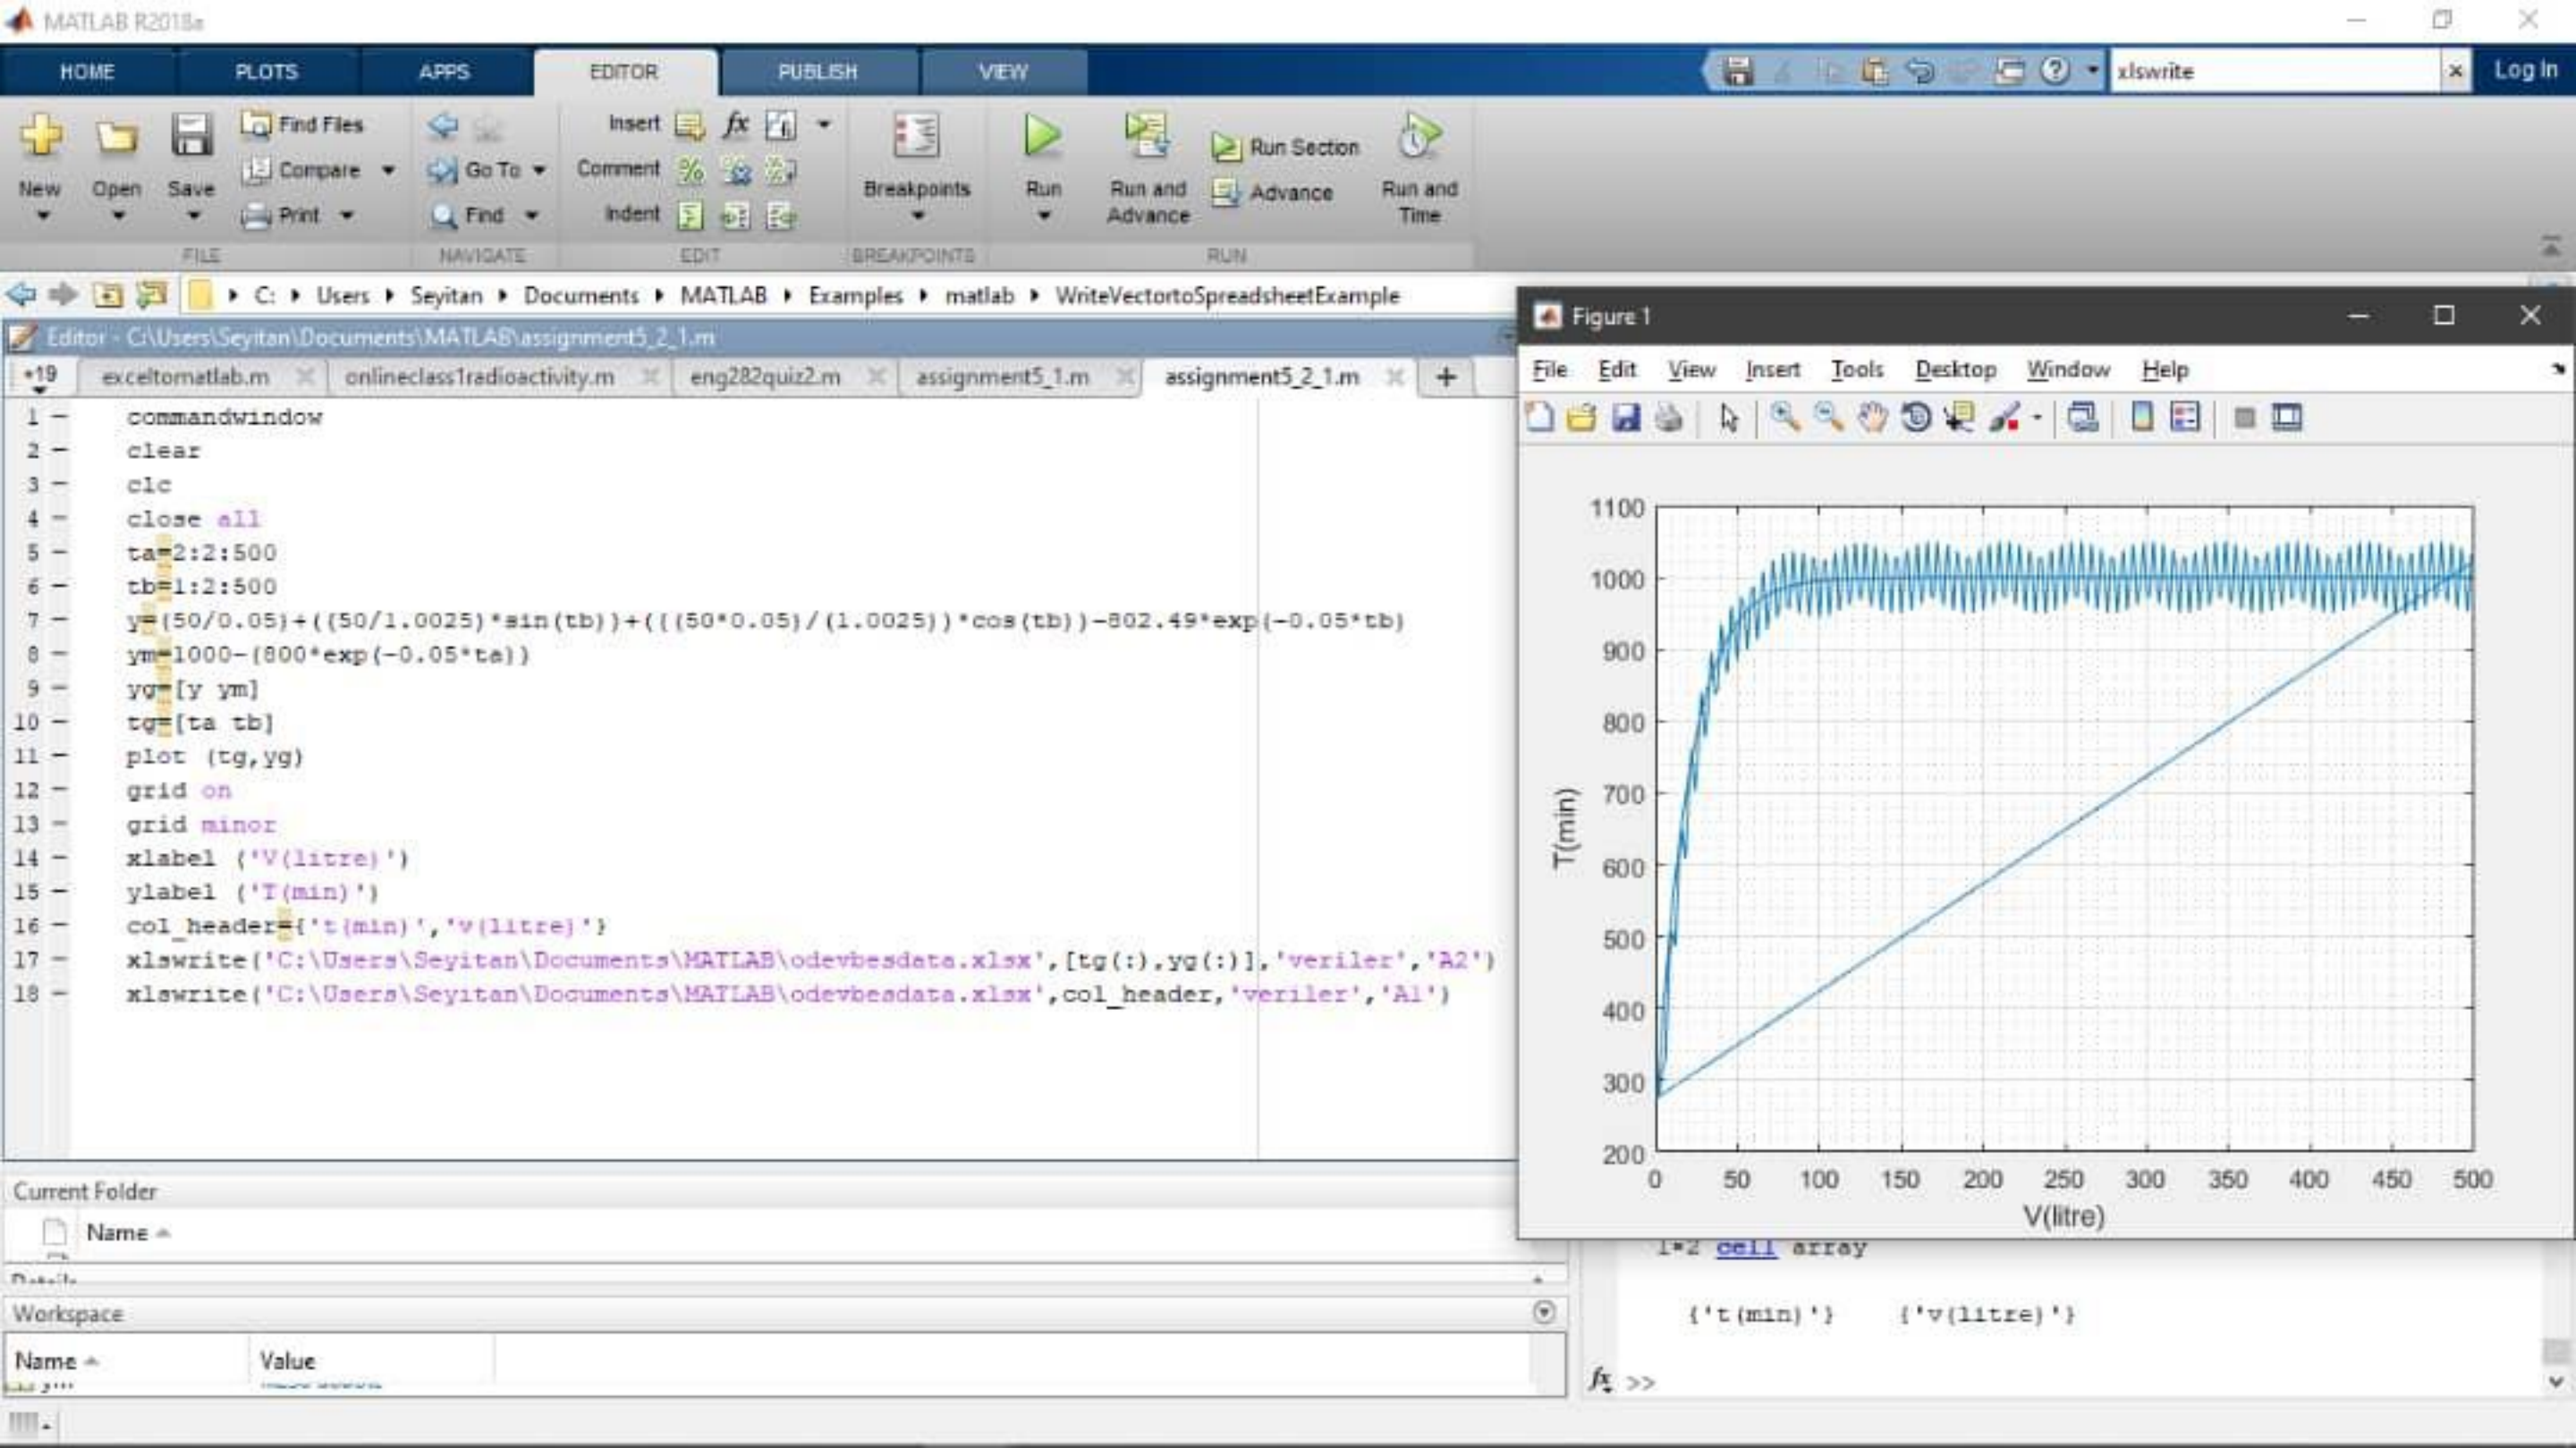 MATLAB R2018a
HOME PLOTS APPS EDITOR PUBLISH VIEW xlswrite Log In
New Open Save Find Files Compare Print Go To Find Insert Comment Indent Breakpoints Run Run and Advance Run Section Advance Run and Time
FILE NAVIGATE EDIT BREAKPOINTS RUN
C: Users Seyitan Documents MATLAB Examples matlab WriteVectortoSpreadsheetExample
Editor - C:\Users\Seyitan\Documents\MATLAB\assignment5_2_1.m
+19 exceltomatlab.m onlineclass1radioactivity.m eng282quiz2.m assignment5_1.m assignment5_2_1.m +
1 − commandwindow
2 − clear
3 − clc
4 − close all
5 − ta=2:2:500
6 − tb=1:2:500
7 − y=(50/0.05)+((50/1.0025)*sin(tb))+(((50*0.05)/(1.0025))*cos(tb))-802.49*exp(-0.05*tb)
8 − ym=1000-(800*exp(-0.05*ta))
9 − yg=[y ym]
10 − tg=[ta tb]
11 − plot (tg,yg)
12 − grid on
13 − grid minor
14 − xlabel ('V(litre)')
15 − ylabel ('T(min)')
16 − col_header={'t(min)','v(litre)'}
17 − xlswrite('C:\Users\Seyitan\Documents\MATLAB\odevbesdata.xlsx',[tg(:),yg(:)],'veriler','A2')
18 − xlswrite('C:\Users\Seyitan\Documents\MATLAB\odevbesdata.xlsx',col_header,'veriler','A1')
Figure 1
File Edit View Insert Tools Desktop Window Help
1100
1000
900
800
700
600
500
400
300
200
T(min)
0 50 100 150 200 250 300 350 400 450 500
V(litre)
Current Folder
Name
Details
Workspace
Name Value
ym
1×2 cell array
{'t(min)'} {'v(litre)'}
fx >>